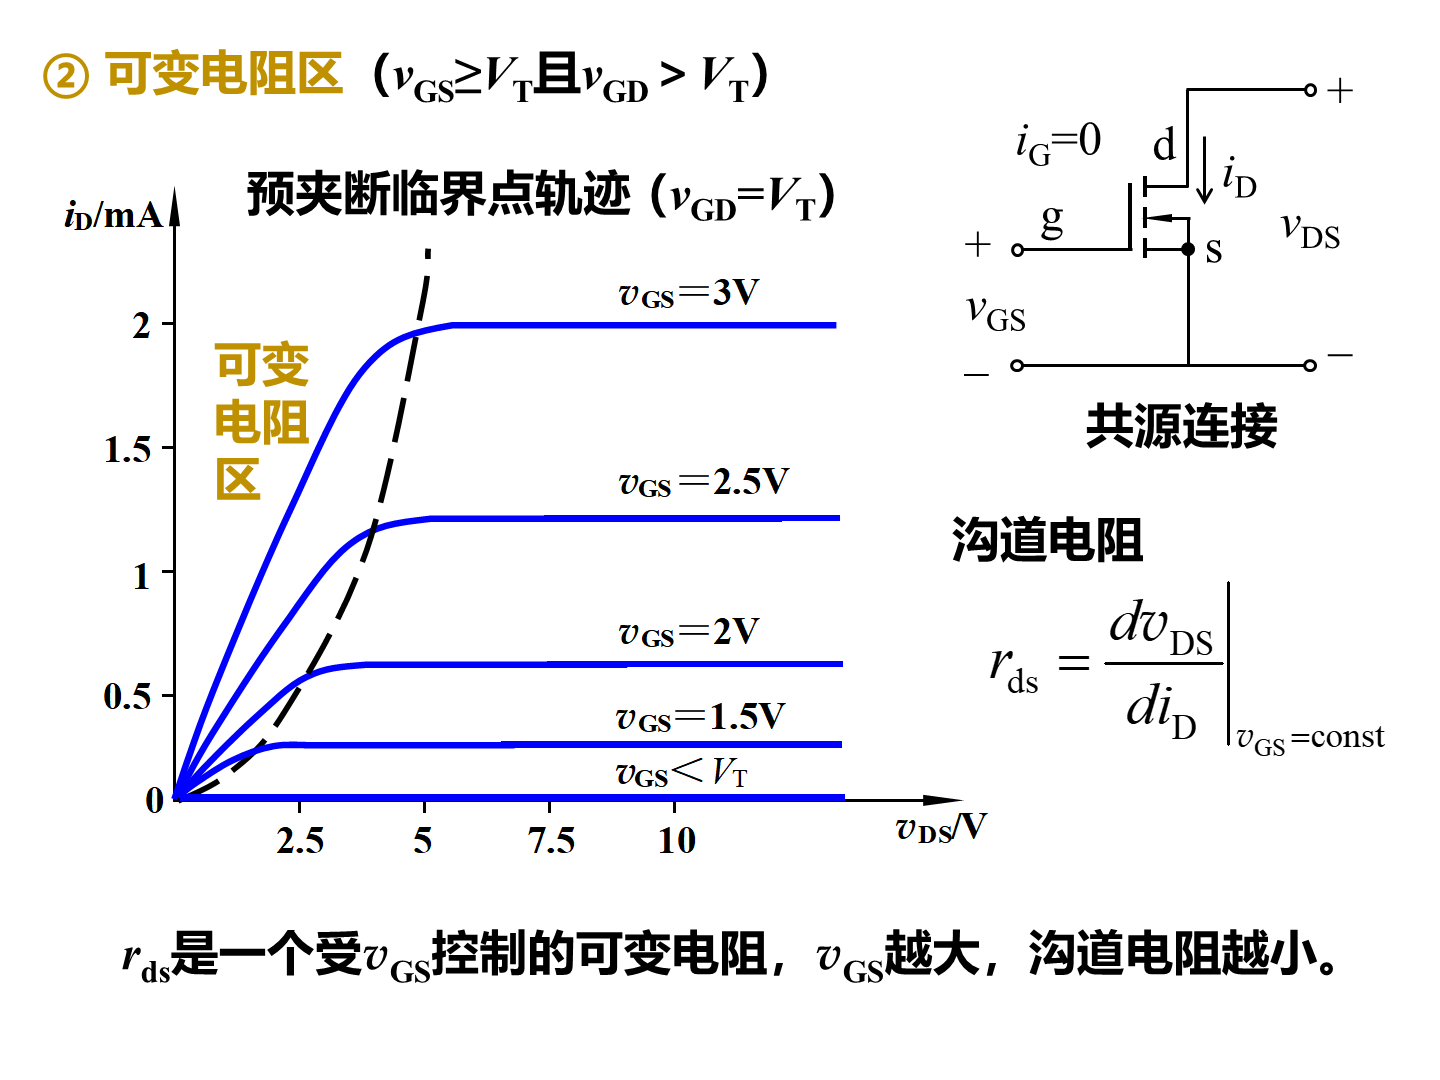 ② 可变电阻区（vGS≥VT且vGD > VT）
预夹断临界点轨迹（vGD=VT）
iD/mA
2
1.5
1
0.5
0
2.5
5
7.5
10
vDS/V
可变
电阻
区
vGS＝3V
vGS＝2.5V
vGS＝2V
vGS＝1.5V
vGS＜VT
iG=0
d
iD
+
g
s
+
vDS
vGS
−
−
共源连接
沟道电阻
rds = dvDS / diD | vGS=const
rds是一个受vGS控制的可变电阻，vGS越大，沟道电阻越小。